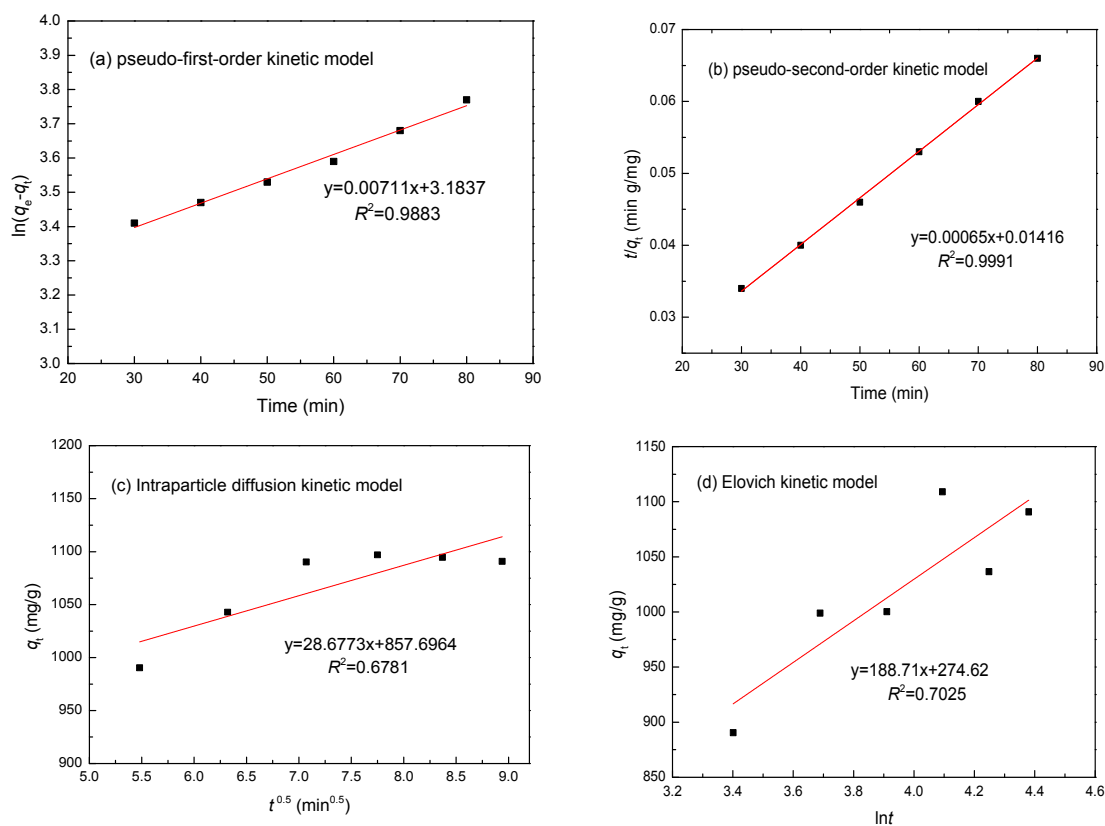 (a) pseudo-first-order kinetic model
4.0
3.9
3.8
3.7
3.6
3.5
3.4
3.3
3.2
3.1
3.0
ln(qe-qt)
y=0.00711x+3.1837
R2=0.9883
20 30 40 50 60 70 80 90
Time (min)
(b) pseudo-second-order kinetic model
0.07
0.06
0.05
0.04
0.03
t/qt (min g/mg)
y=0.00065x+0.01416
R2=0.9991
20 30 40 50 60 70 80 90
Time (min)
(c) Intraparticle diffusion kinetic model
1200
1150
1100
1050
1000
950
900
qt (mg/g)
y=28.6773x+857.6964
R2=0.6781
5.0 5.5 6.0 6.5 7.0 7.5 8.0 8.5 9.0
t0.5 (min0.5)
(d) Elovich kinetic model
1150
1100
1050
1000
950
900
850
qt (mg/g)
y=188.71x+274.62
R2=0.7025
3.2 3.4 3.6 3.8 4.0 4.2 4.4 4.6
lnt